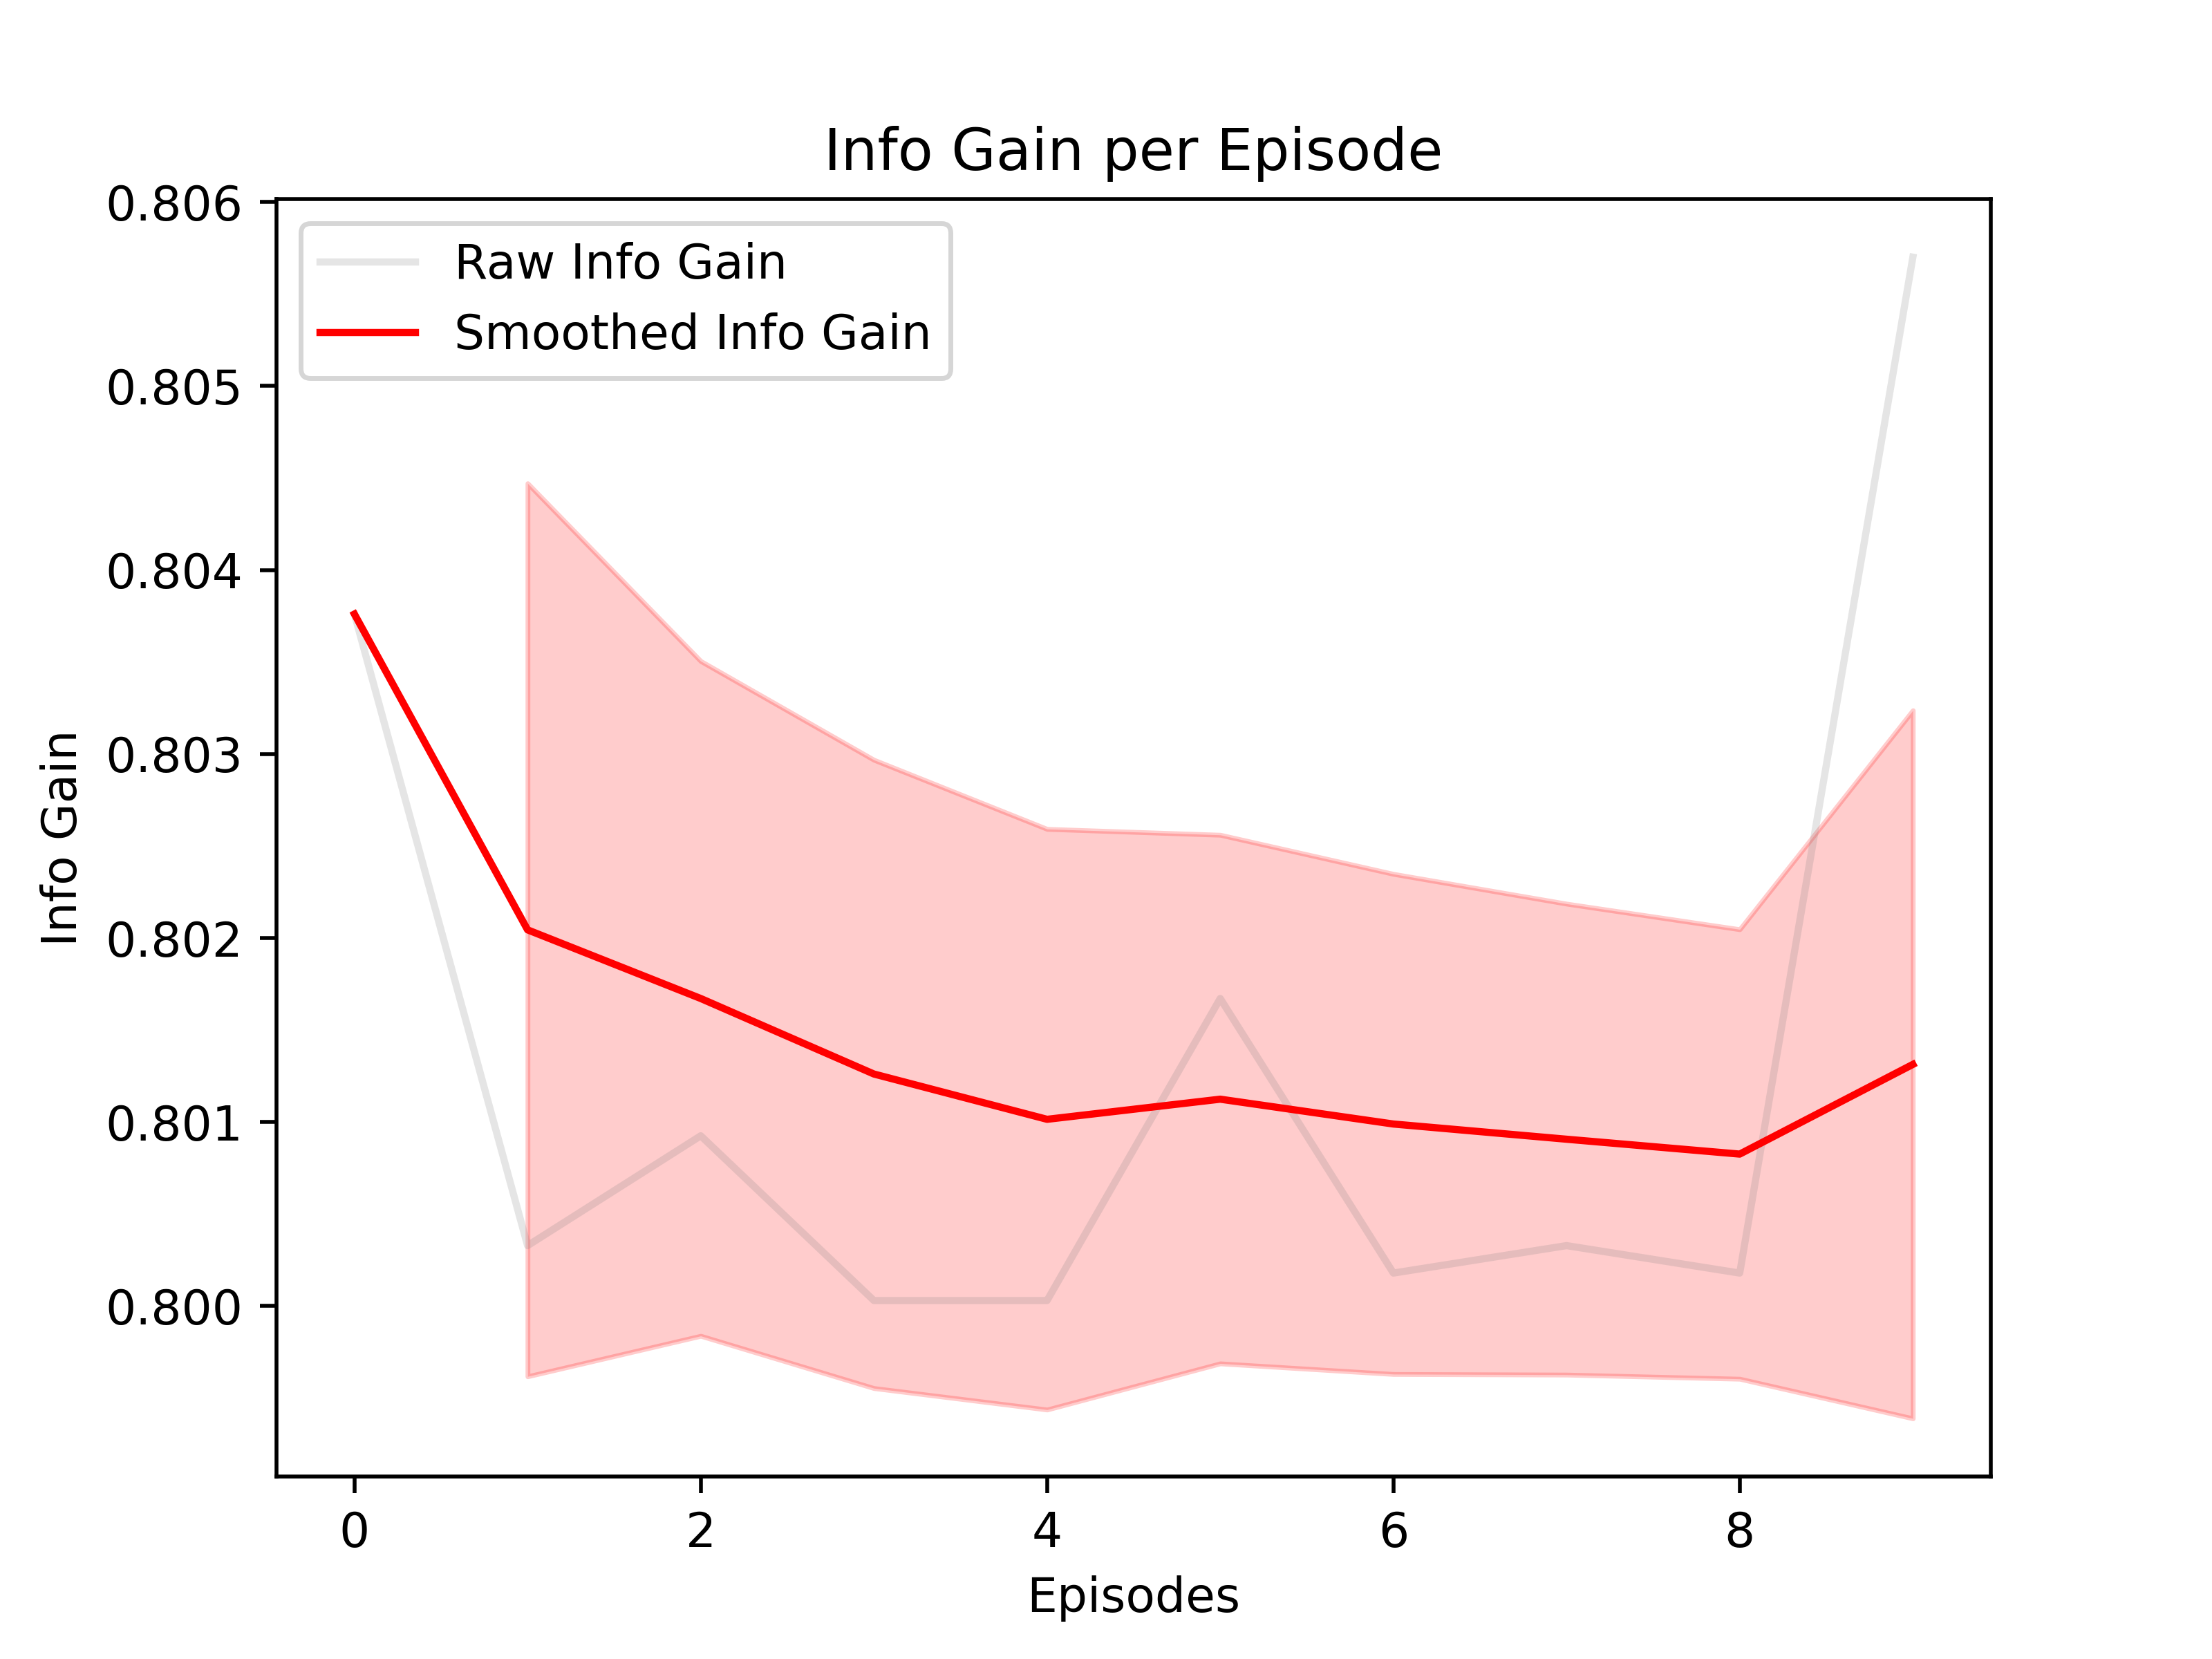 Info Gain per Episode
Raw Info Gain
Smoothed Info Gain
Info Gain
0.806
0.805
0.804
0.803
0.802
0.801
0.800
0 2 4 6 8
Episodes